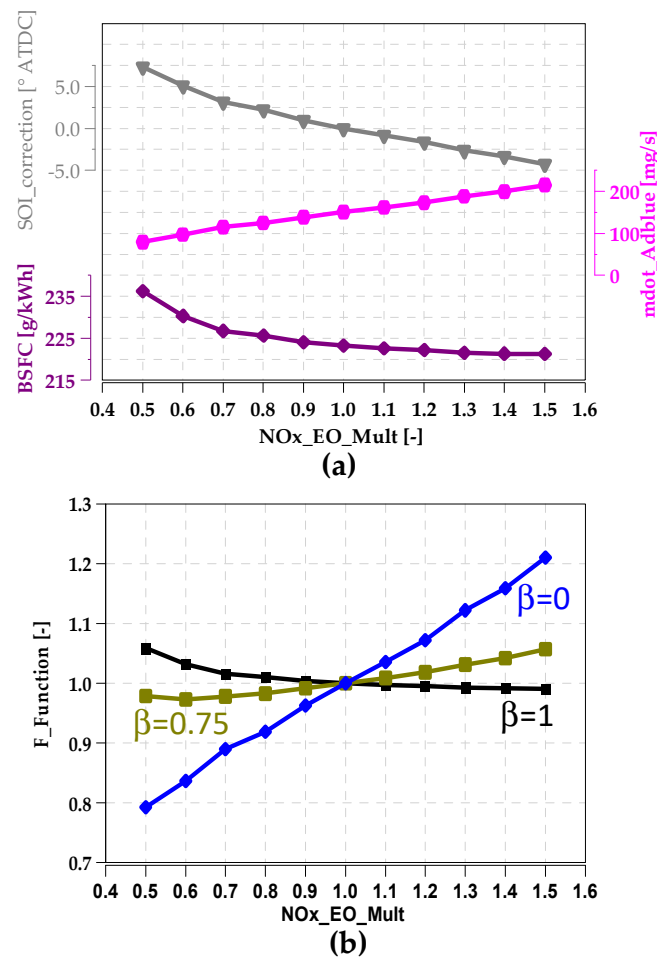 SOI_correction [° ATDC]
5.0
0.0
-5.0
mdot_Adblue [mg/s]
200
100
0
BSFC [g/kWh]
235
225
215
0.4 0.5 0.6 0.7 0.8 0.9 1.0 1.1 1.2 1.3 1.4 1.5 1.6
NOx_EO_Mult [-]
(a)
F_Function [-]
1.3
1.2
1.1
1.0
0.9
0.8
0.7
β=0
β=0.75
β=1
0.4 0.5 0.6 0.7 0.8 0.9 1.0 1.1 1.2 1.3 1.4 1.5 1.6
NOx_EO_Mult
(b)